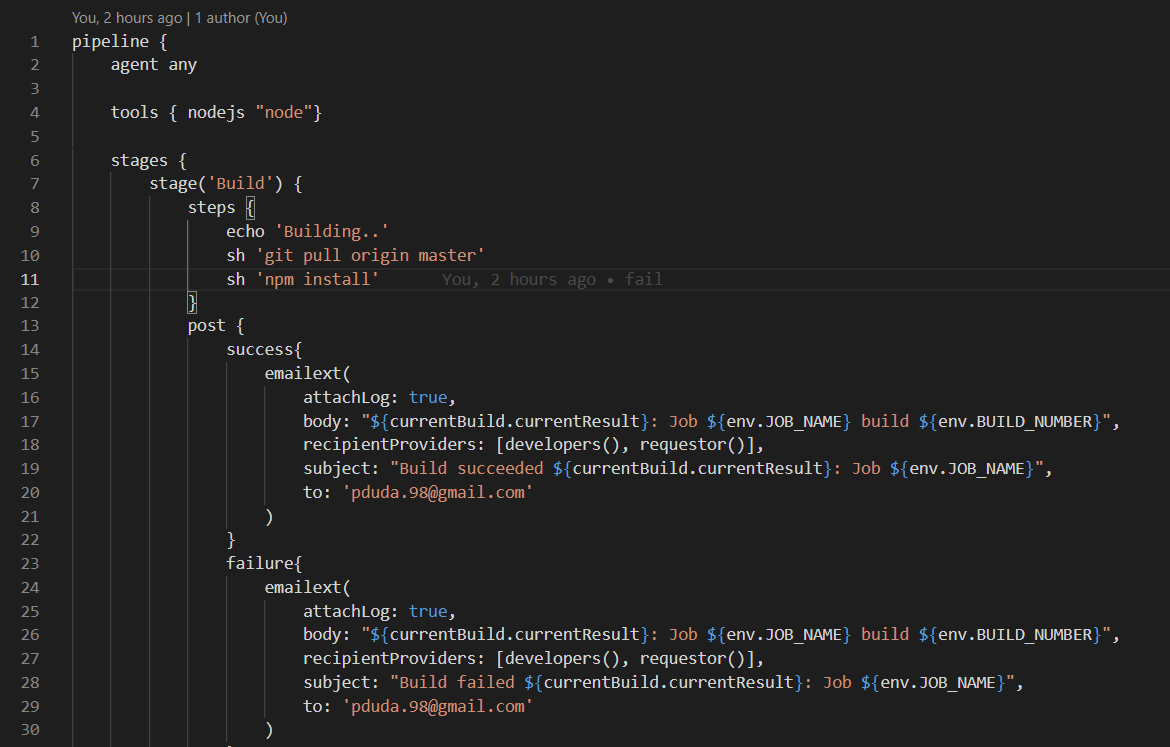 You, 2 hours ago | 1 author (You)
1 pipeline {
2     agent any
3
4     tools { nodejs "node"}
5
6     stages {
7         stage('Build') {
8             steps {
9                 echo 'Building..'
10                 sh 'git pull origin master'
11                 sh 'npm install'      You, 2 hours ago • fail
12             }
13             post {
14                 success{
15                     emailext(
16                         attachLog: true,
17                         body: "${currentBuild.currentResult}: Job ${env.JOB_NAME} build ${env.BUILD_NUMBER}",
18                         recipientProviders: [developers(), requestor()],
19                         subject: "Build succeeded ${currentBuild.currentResult}: Job ${env.JOB_NAME}",
20                         to: 'pduda.98@gmail.com'
21                     )
22                 }
23                 failure{
24                     emailext(
25                         attachLog: true,
26                         body: "${currentBuild.currentResult}: Job ${env.JOB_NAME} build ${env.BUILD_NUMBER}",
27                         recipientProviders: [developers(), requestor()],
28                         subject: "Build failed ${currentBuild.currentResult}: Job ${env.JOB_NAME}",
29                         to: 'pduda.98@gmail.com'
30                     )